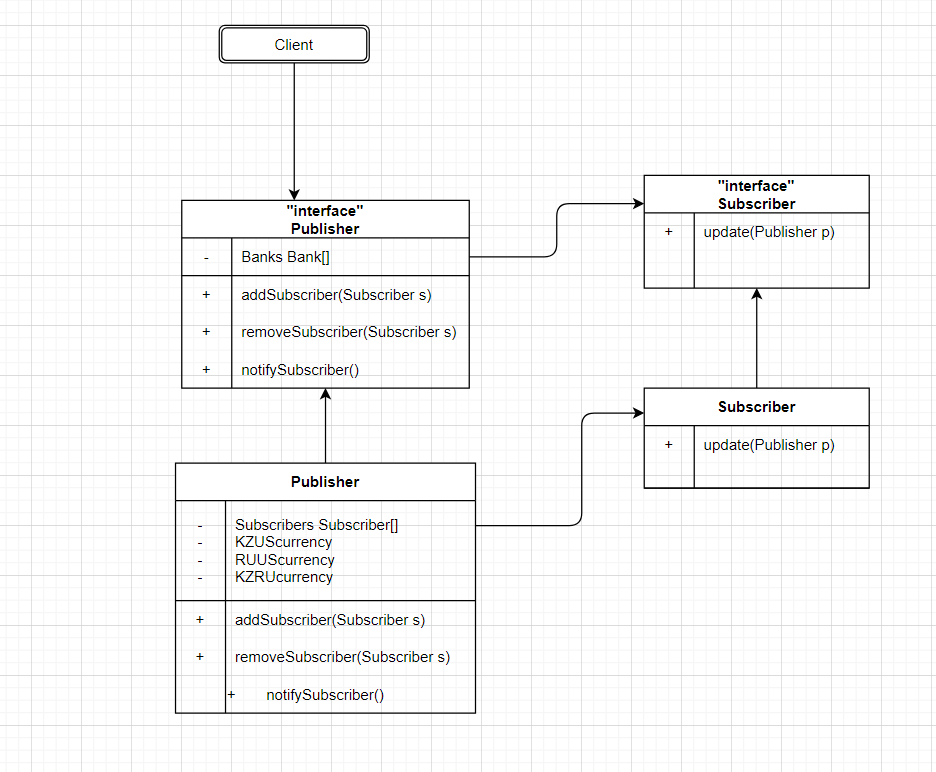 Client
"interface"
Publisher
- Banks Bank[]
+ addSubscriber(Subscriber s)
+ removeSubscriber(Subscriber s)
+ notifySubscriber()
"interface"
Subscriber
+ update(Publisher p)
Subscriber
+ update(Publisher p)
Publisher
- Subscribers Subscriber[]
- KZUScurrency
- RUUScurrency
- KZRUcurrency
+ addSubscriber(Subscriber s)
+ removeSubscriber(Subscriber s)
+ notifySubscriber()